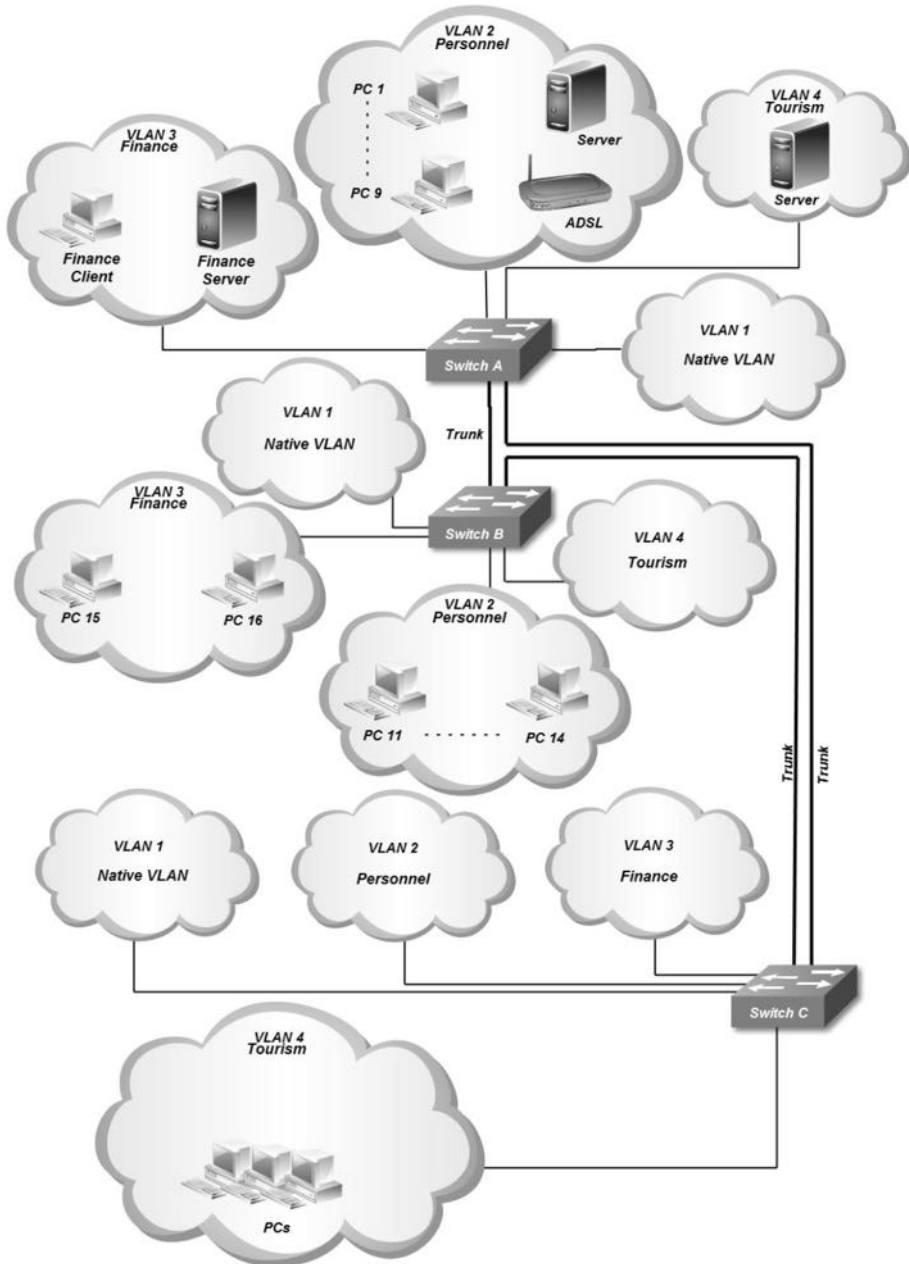 VLAN 2
Personnel
PC 1
PC 9
Server
ADSL
VLAN 4
Tourism
Server
VLAN 3
Finance
Finance
Client
Finance
Server
Switch A
VLAN 1
Native VLAN
VLAN 1
Native VLAN
Trunk
VLAN 3
Finance
PC 15
PC 16
Switch B
VLAN 4
Tourism
VLAN 2
Personnel
PC 11
PC 14
Trunk
Trunk
VLAN 1
Native VLAN
VLAN 2
Personnel
VLAN 3
Finance
Switch C
VLAN 4
Tourism
PCs